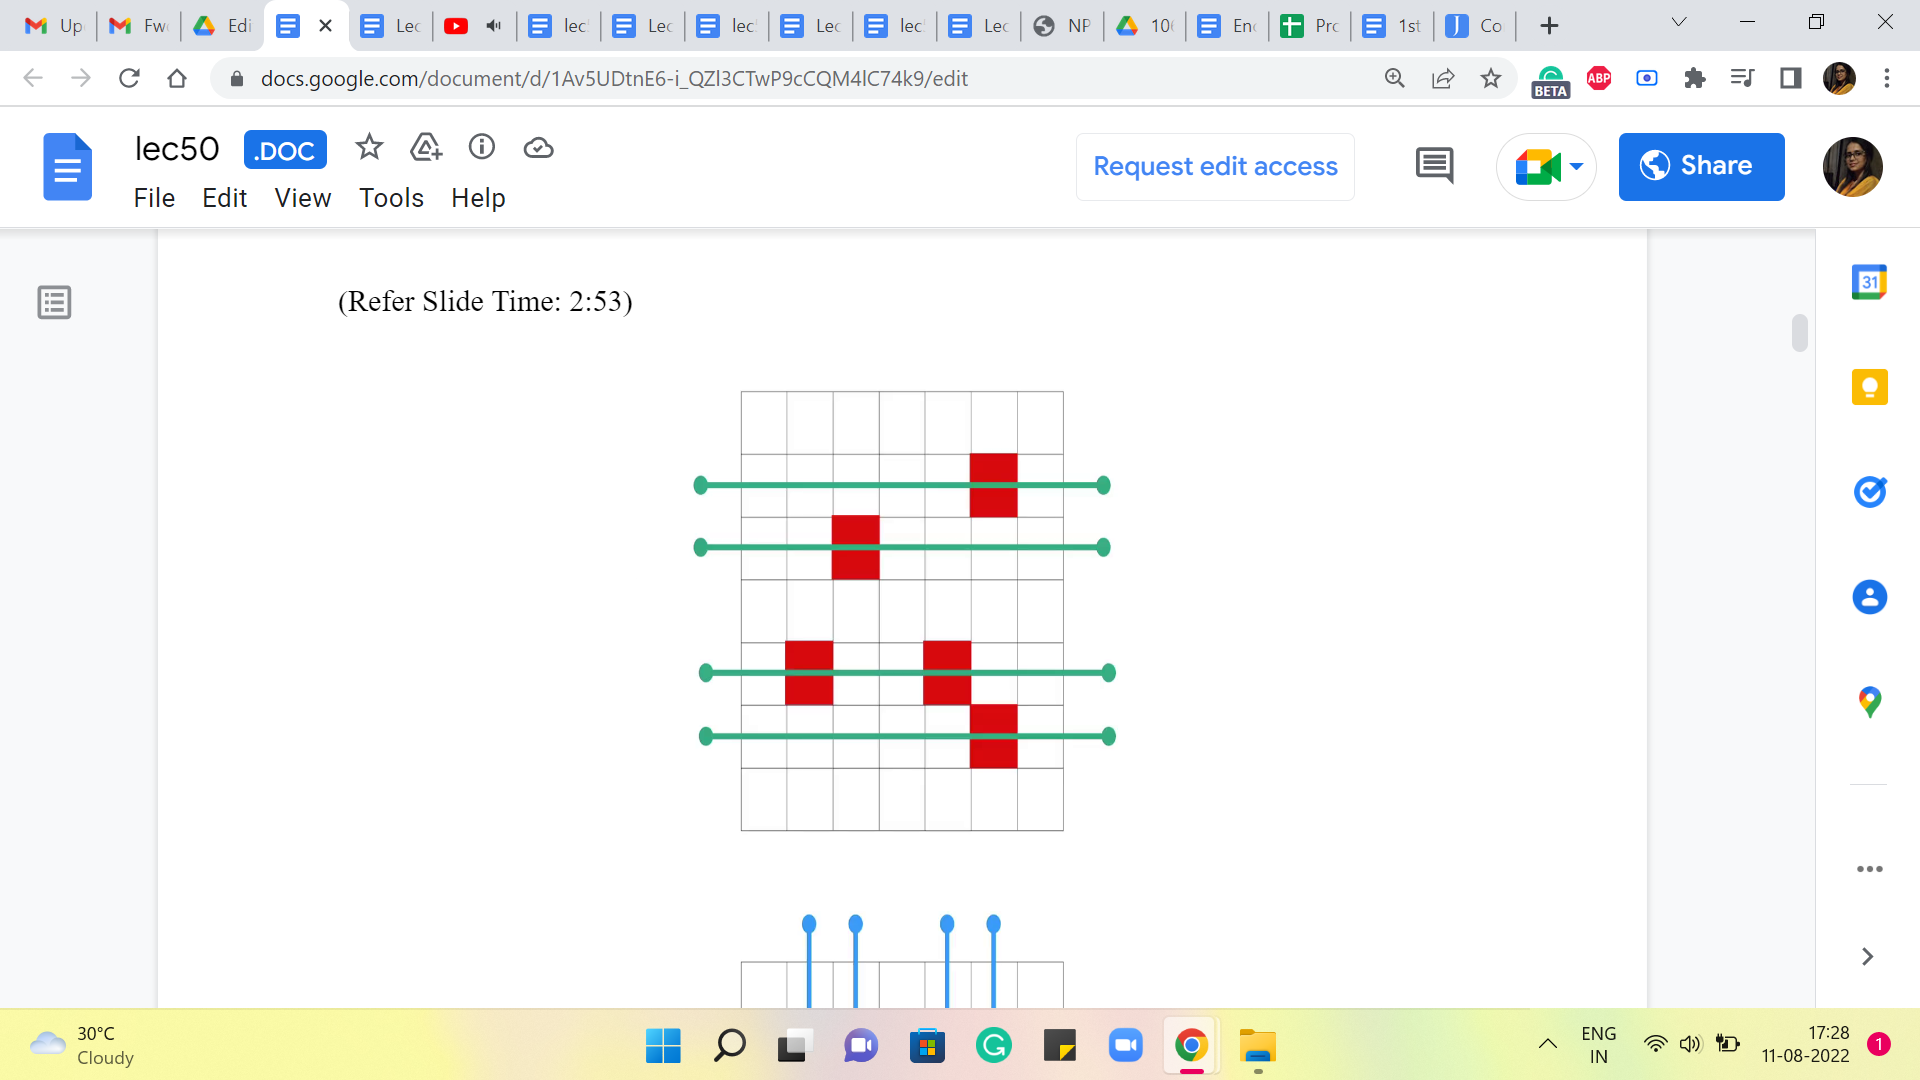 Up
Fw
Edi
Lec
lec
Lec
lec
Lec
lec
Lec
NP
10
Enc
Pro
1st
Co
docs.google.com/document/d/1Av5UDtnE6-i_QZl3CTwP9cCQM4lC74k9/edit
BETA
ABP
lec50
.DOC
File Edit View Tools Help
Request edit access
Share
31
(Refer Slide Time: 2:53)
30°C
Cloudy
ENG
IN
17:28
11-08-2022
1